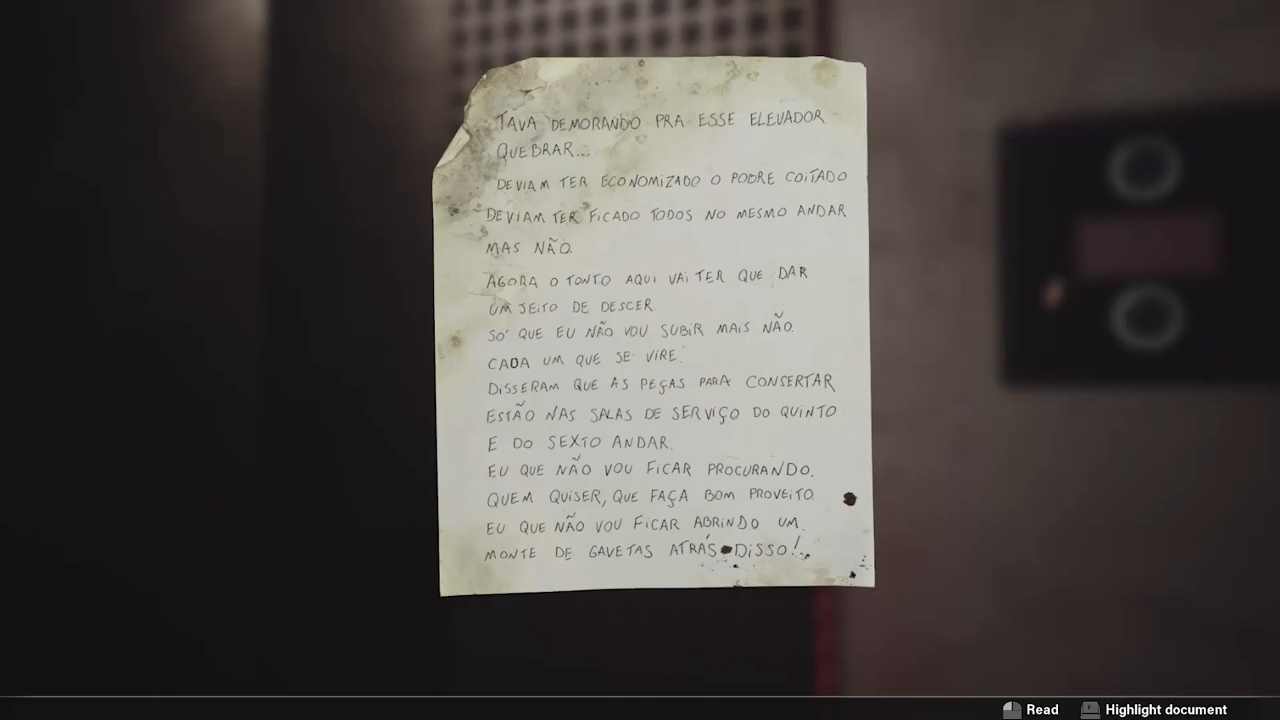 TAVA DEMORANDO PRA ESSE ELEVADOR
QUEBRAR...
DEVIAM TER ECONOMIZADO O POBRE COITADO
DEVIAM TER FICADO TODOS NO MESMO ANDAR
MAS NÃO.
AGORA O TONTO AQUI VAI TER QUE DAR
UM JEITO DE DESCER.
SÓ QUE EU NÃO VOU SUBIR MAIS NÃO.
CADA UM QUE SE VIRE.
DISSERAM QUE AS PEÇAS PARA CONSERTAR
ESTÃO NAS SALAS DE SERVIÇO DO QUINTO
E DO SEXTO ANDAR.
EU QUE NÃO VOU FICAR PROCURANDO.
QUEM QUISER, QUE FAÇA BOM PROVEITO.
EU QUE NÃO VOU FICAR ABRINDO UM
MONTE DE GAVETAS ATRÁS DISSO!
Read Highlight document